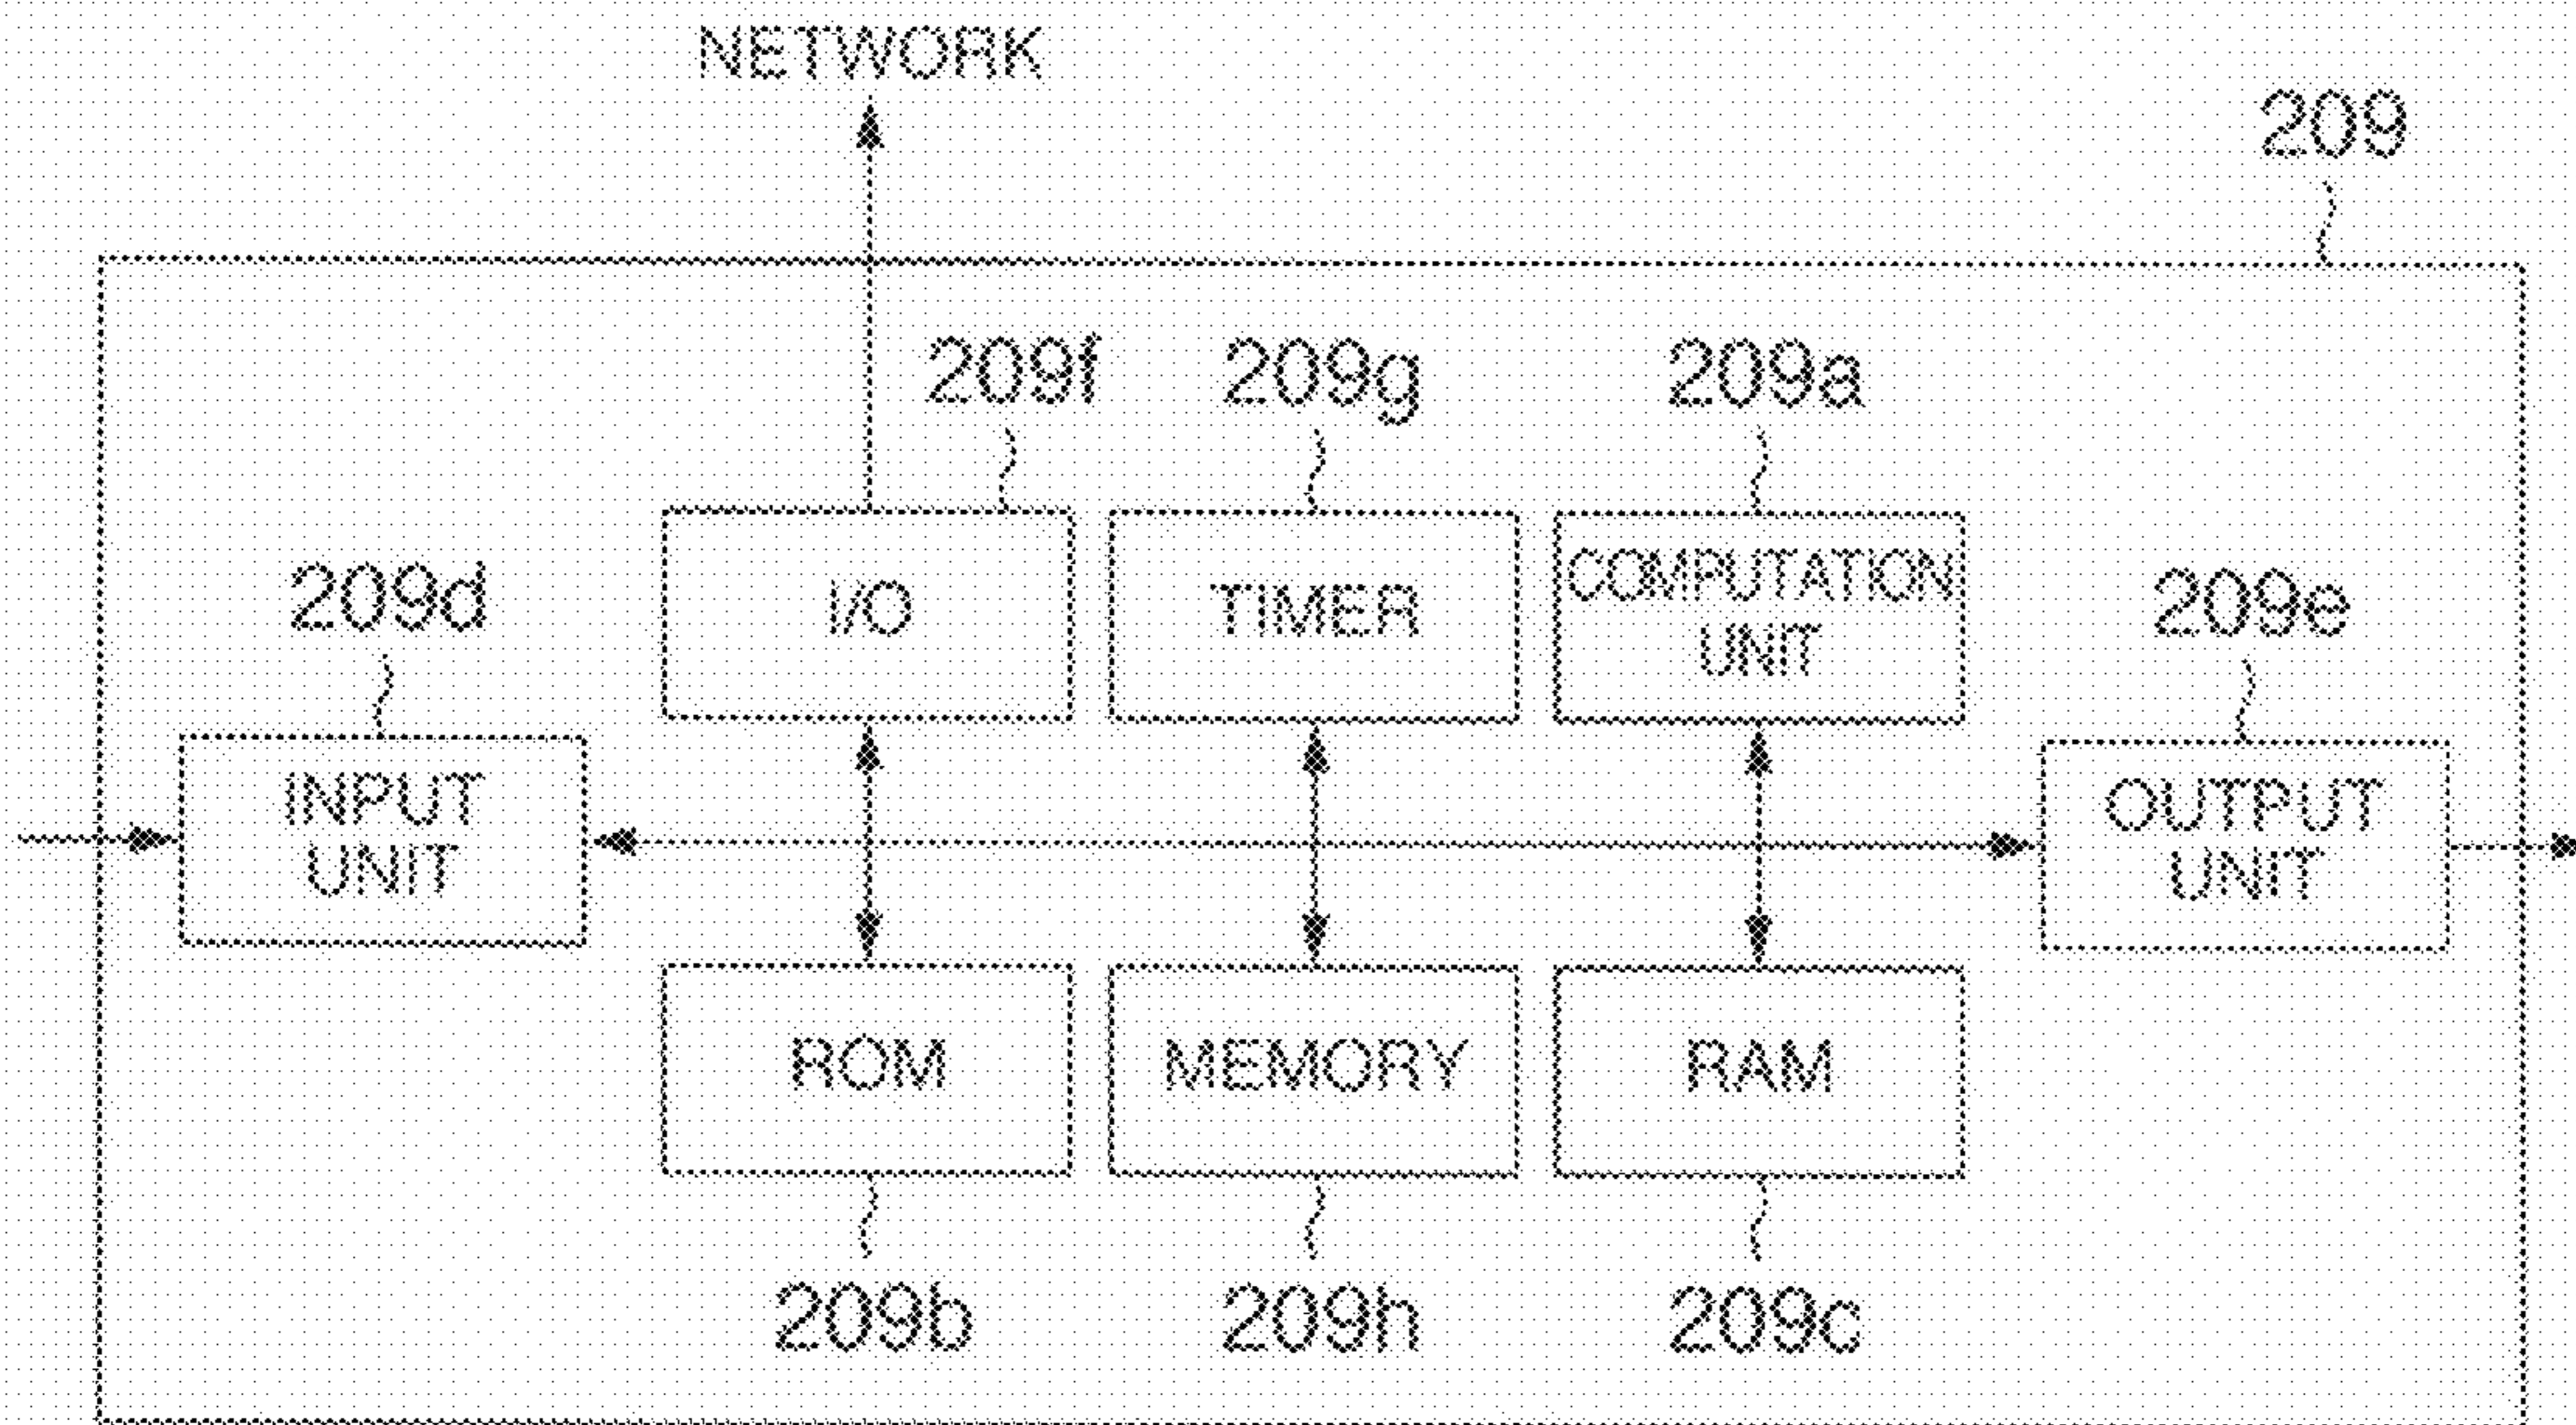 NETWORK
209
209f
209g
209a
209d
I/O
TIMER
COMPUTATION
UNIT
209e
INPUT
UNIT
OUTPUT
UNIT
ROM
MEMORY
RAM
209b
209h
209c